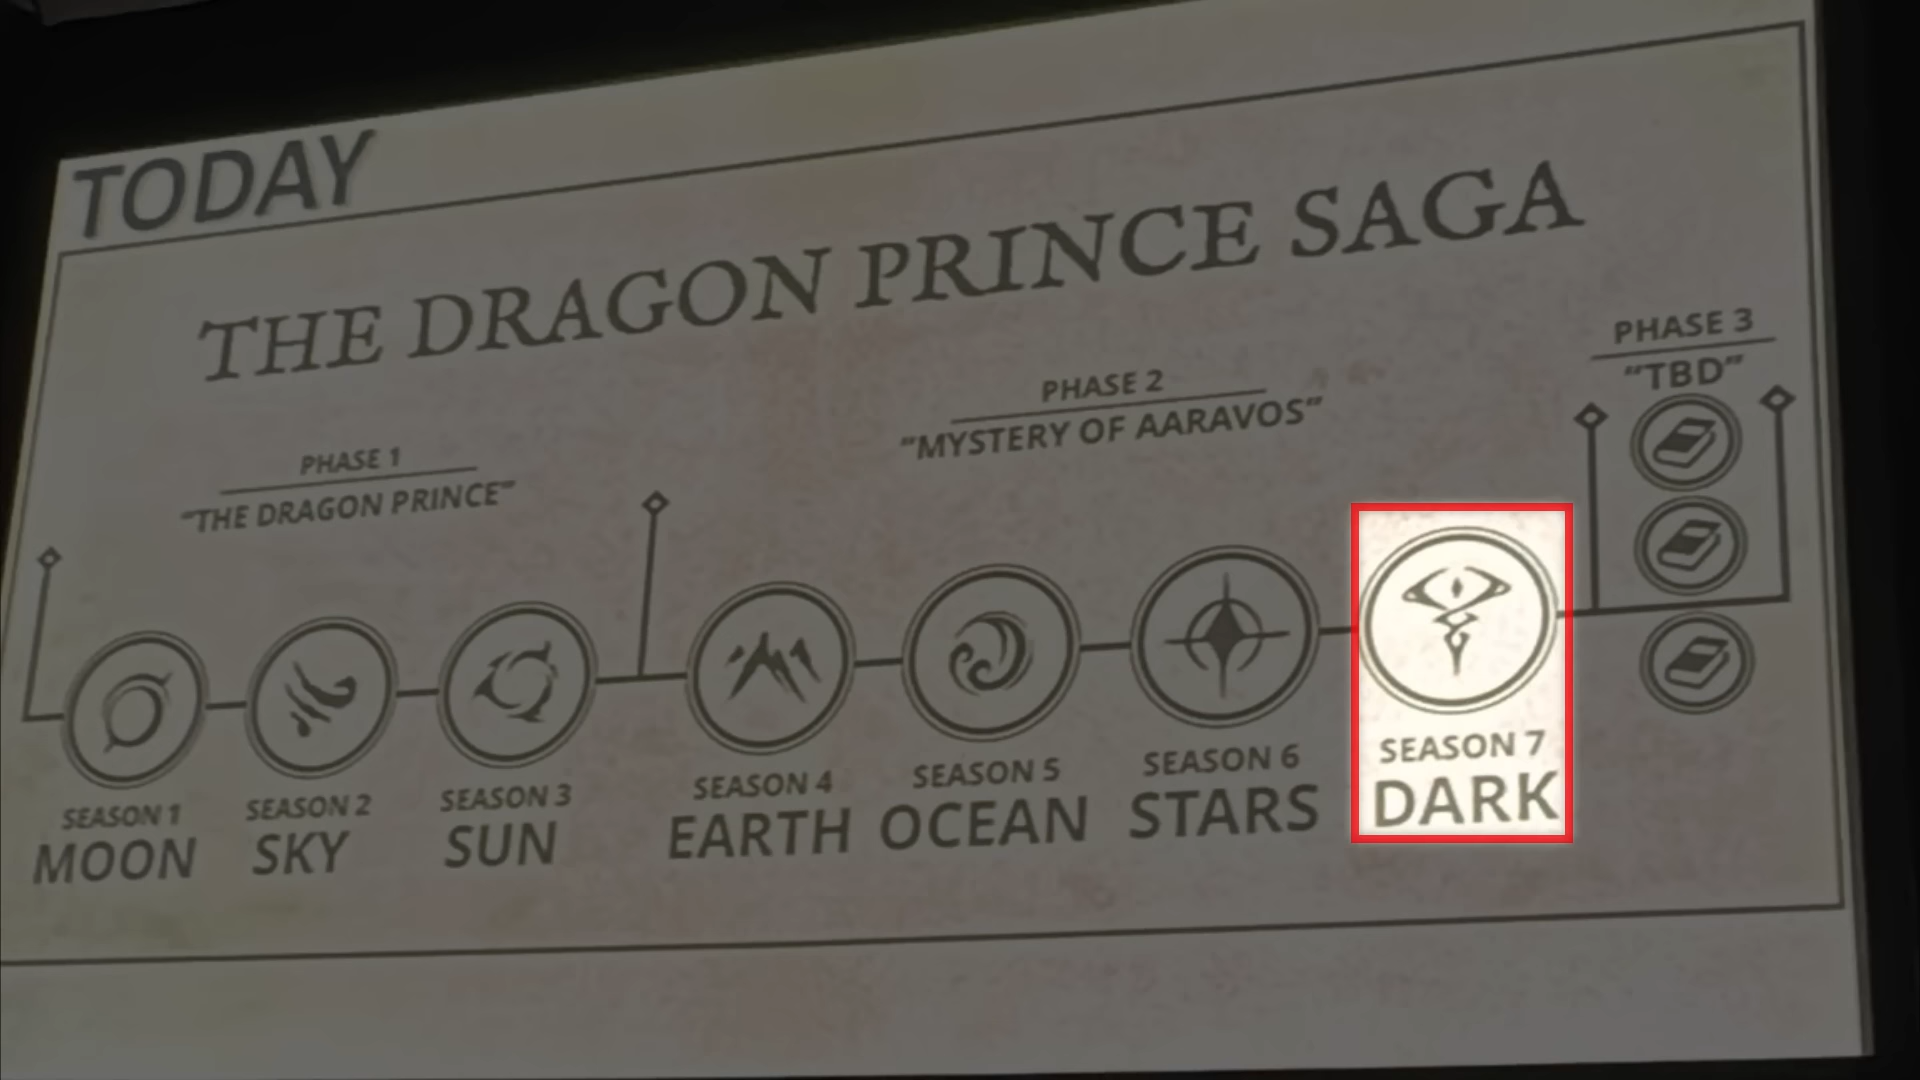 TODAY
THE DRAGON PRINCE SAGA
PHASE 1
“THE DRAGON PRINCE”
PHASE 2
“MYSTERY OF AARAVOS”
PHASE 3
“TBD”
SEASON 1
MOON
SEASON 2
SKY
SEASON 3
SUN
SEASON 4
EARTH
SEASON 5
OCEAN
SEASON 6
STARS
SEASON 7
DARK